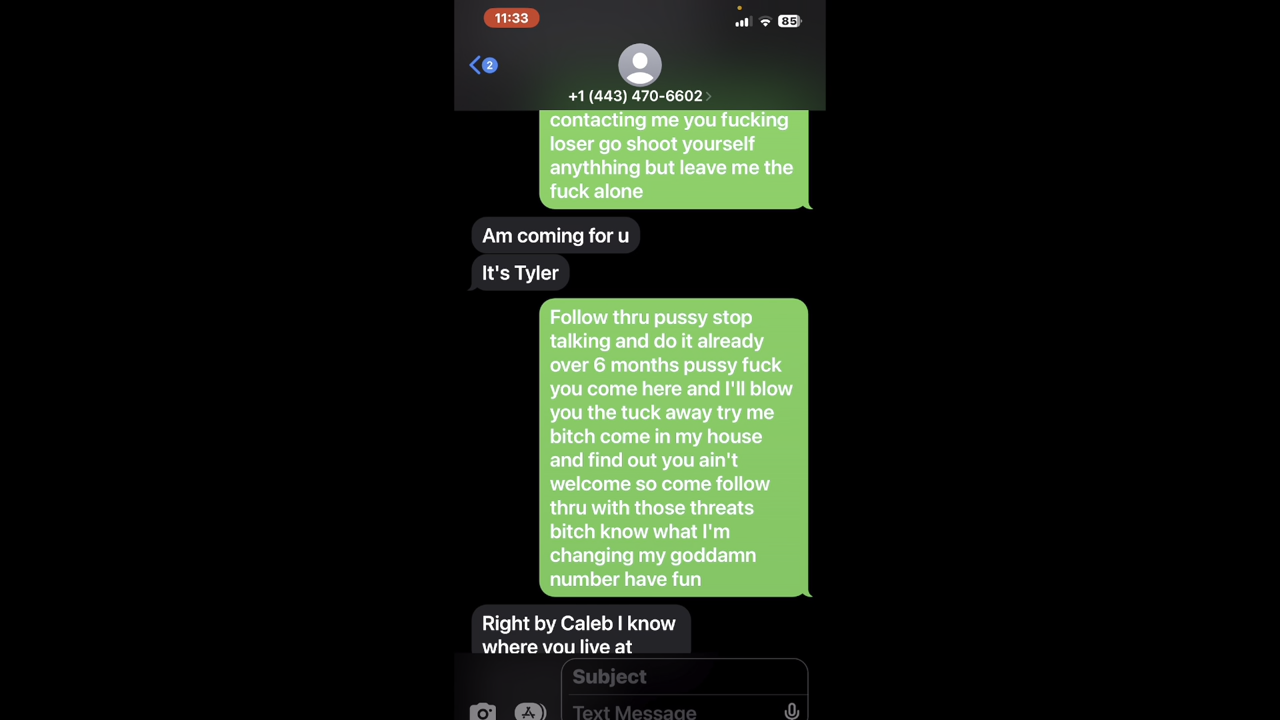 11:33
85
2
+1 (443) 470-6602
contacting me you fucking
loser go shoot yourself
anythhing but leave me the
fuck alone
Am coming for u
It's Tyler
Follow thru pussy stop
talking and do it already
over 6 months pussy fuck
you come here and I'll blow
you the tuck away try me
bitch come in my house
and find out you ain't
welcome so come follow
thru with those threats
bitch know what I'm
changing my goddamn
number have fun
Right by Caleb I know
where you live at
Subject
Text Message